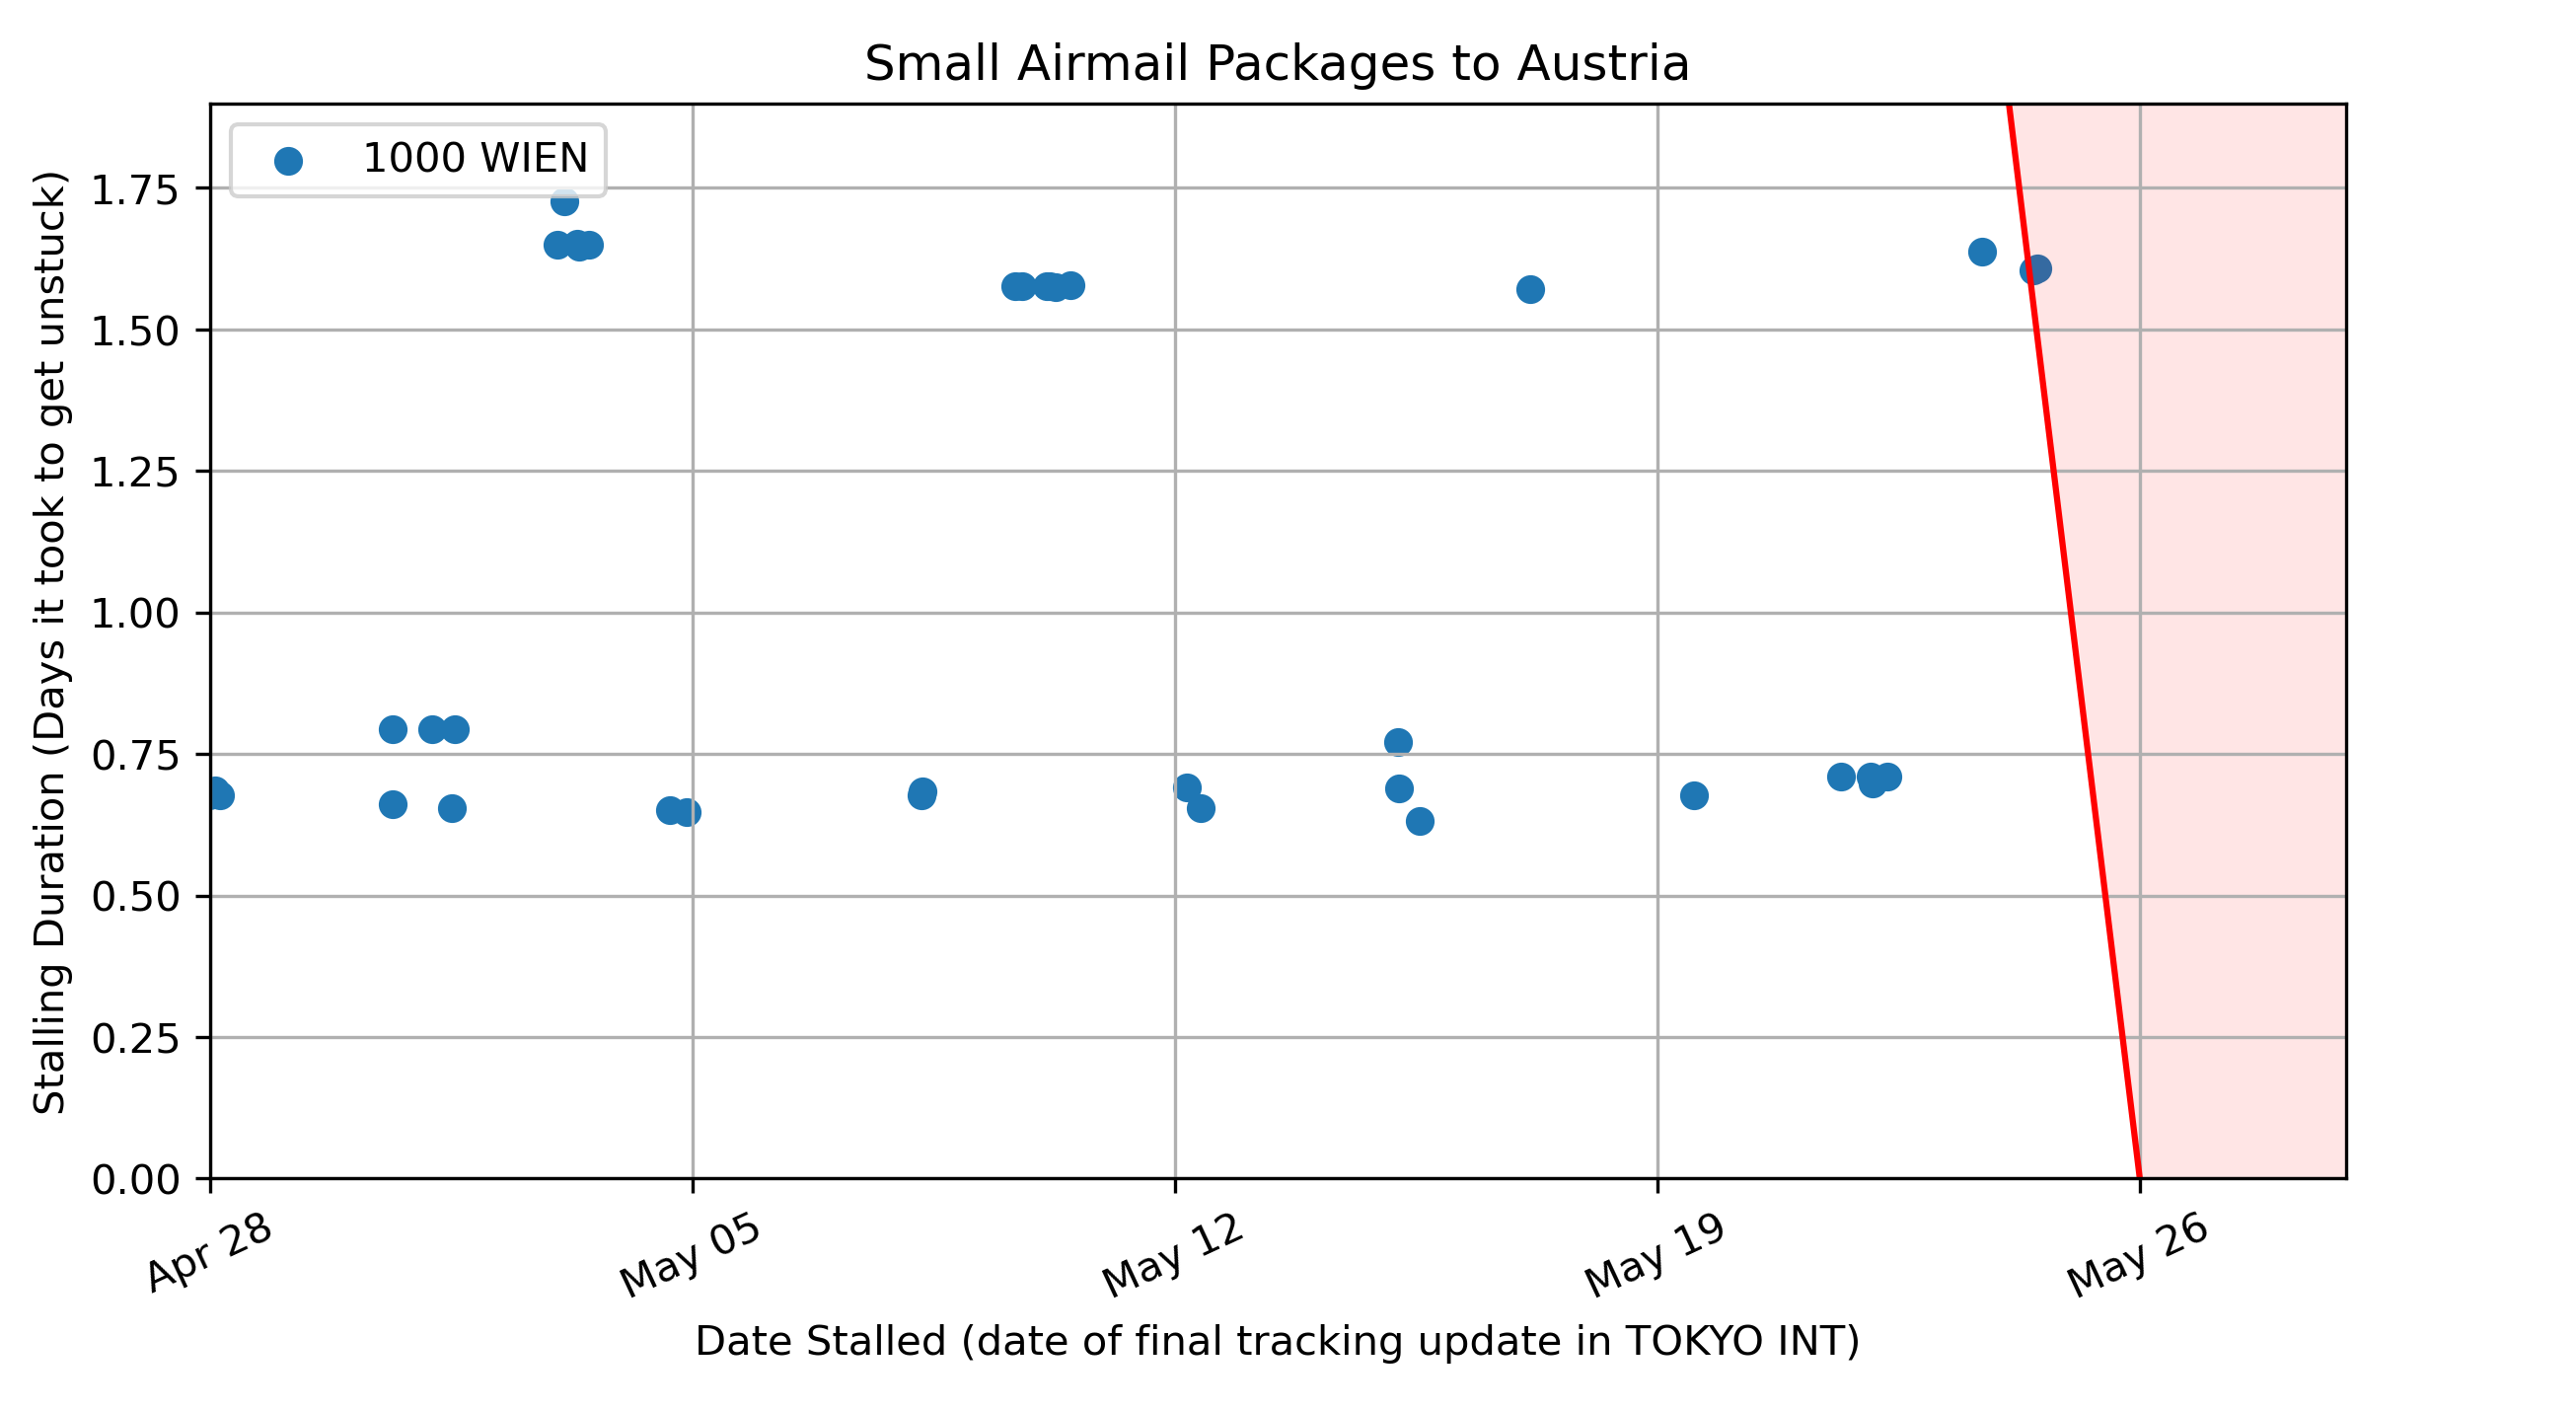 Small Airmail Packages to Austria
1000 WIEN
Stalling Duration (Days it took to get unstuck)
1.75
1.50
1.25
1.00
0.75
0.50
0.25
0.00
Apr 28
May 05
May 12
May 19
May 26
Date Stalled (date of final tracking update in TOKYO INT)